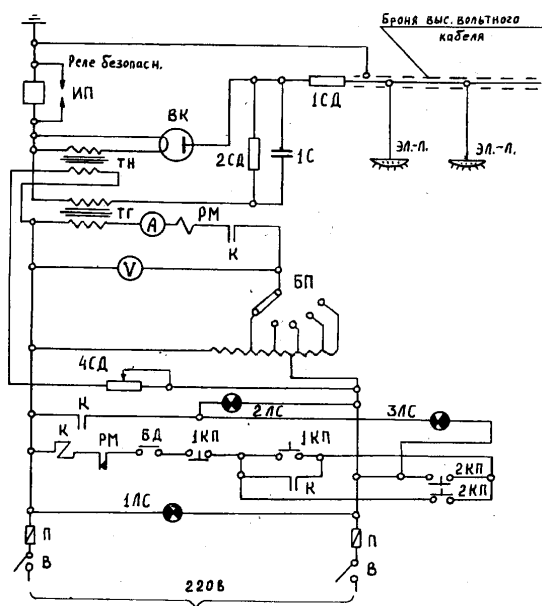 Броня выс. вольтного
кабеля
Реле безопасн.
ИП
ВК
1СД
2СД
1С
ЭЛ.-Л.
ЭЛ.-Л.
ТН
ТГ
А
РМ
К
V
БП
4СД
К
2ЛС
3ЛС
К
РМ
БД
1КП
1КП
К
2КП
2КП
1ЛС
П
П
В
В
220В